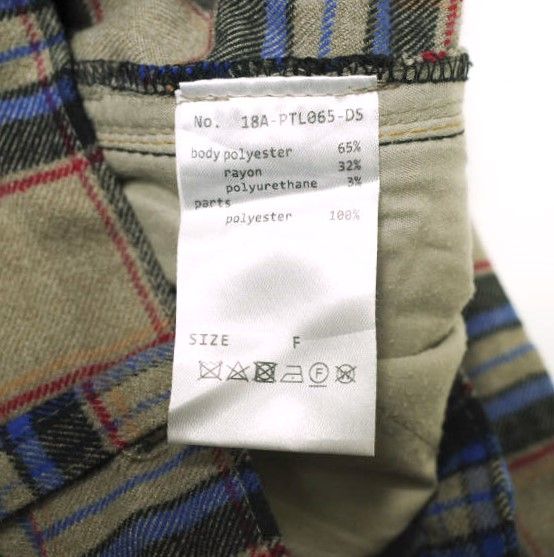 No. 18A-PTL065-DS
body polyester 65%
rayon 32%
polyurethane 3%
parts
polyester 100%
SIZE F
F